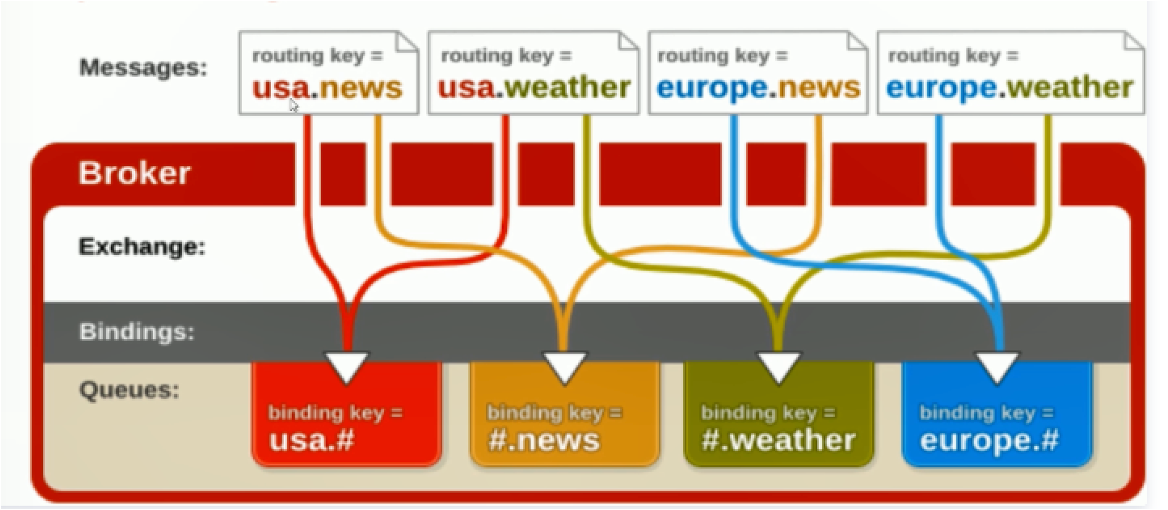 Messages:
routing key =
usa.news
routing key =
usa.weather
routing key =
europe.news
routing key =
europe.weather
Broker
Exchange:
Bindings:
Queues:
binding key =
usa.#
binding key =
#.news
binding key =
#.weather
binding key =
europe.#